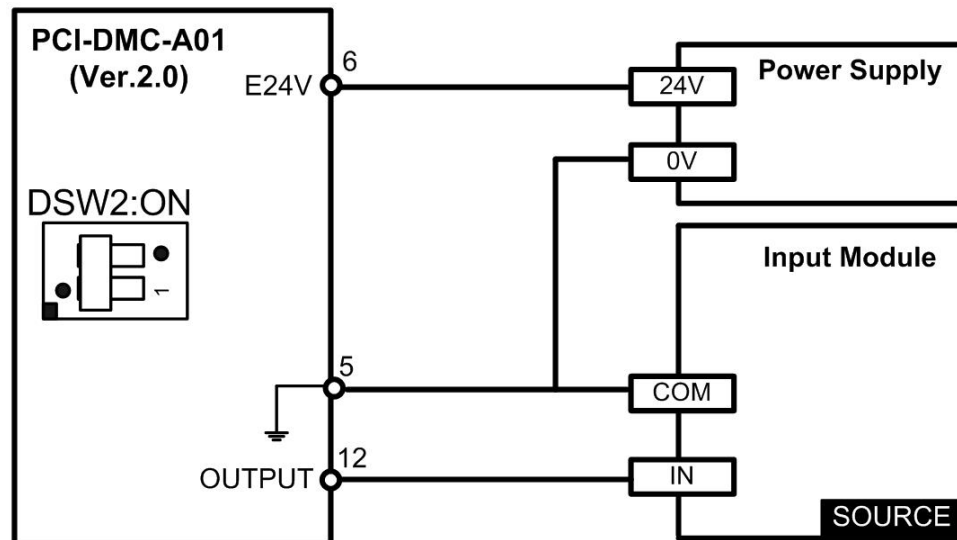 PCI-DMC-A01
(Ver.2.0)
6
E24V
Power Supply
24V
0V
DSW2:ON
1
Input Module
5
COM
12
OUTPUT
IN
SOURCE